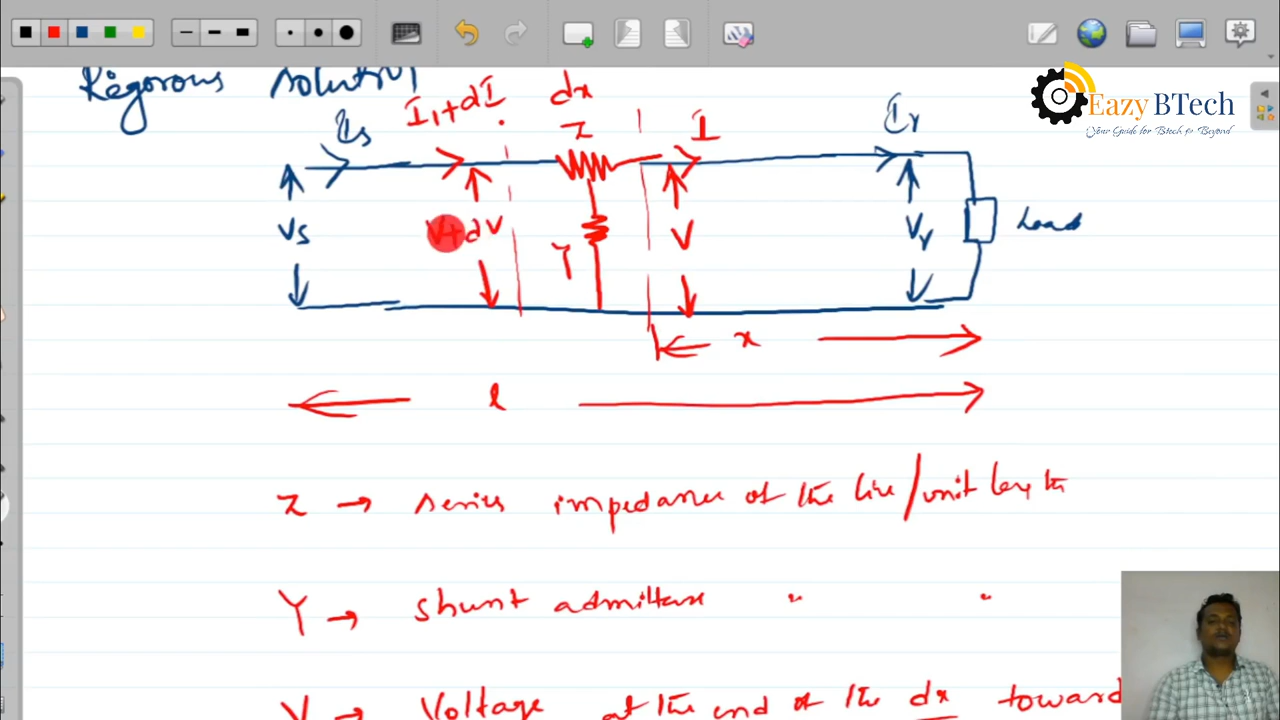 Rigorous solution
Eazy BTech
Your Guide for Btech & Beyond
I1+dI
dx
Is
z
I
Ir
Vs
V+dV
Y
V
Vr
Load
x
l
z → series impedance of the line/unit length
Y → shunt admittance " "
V → Voltage at the end of the dx toward